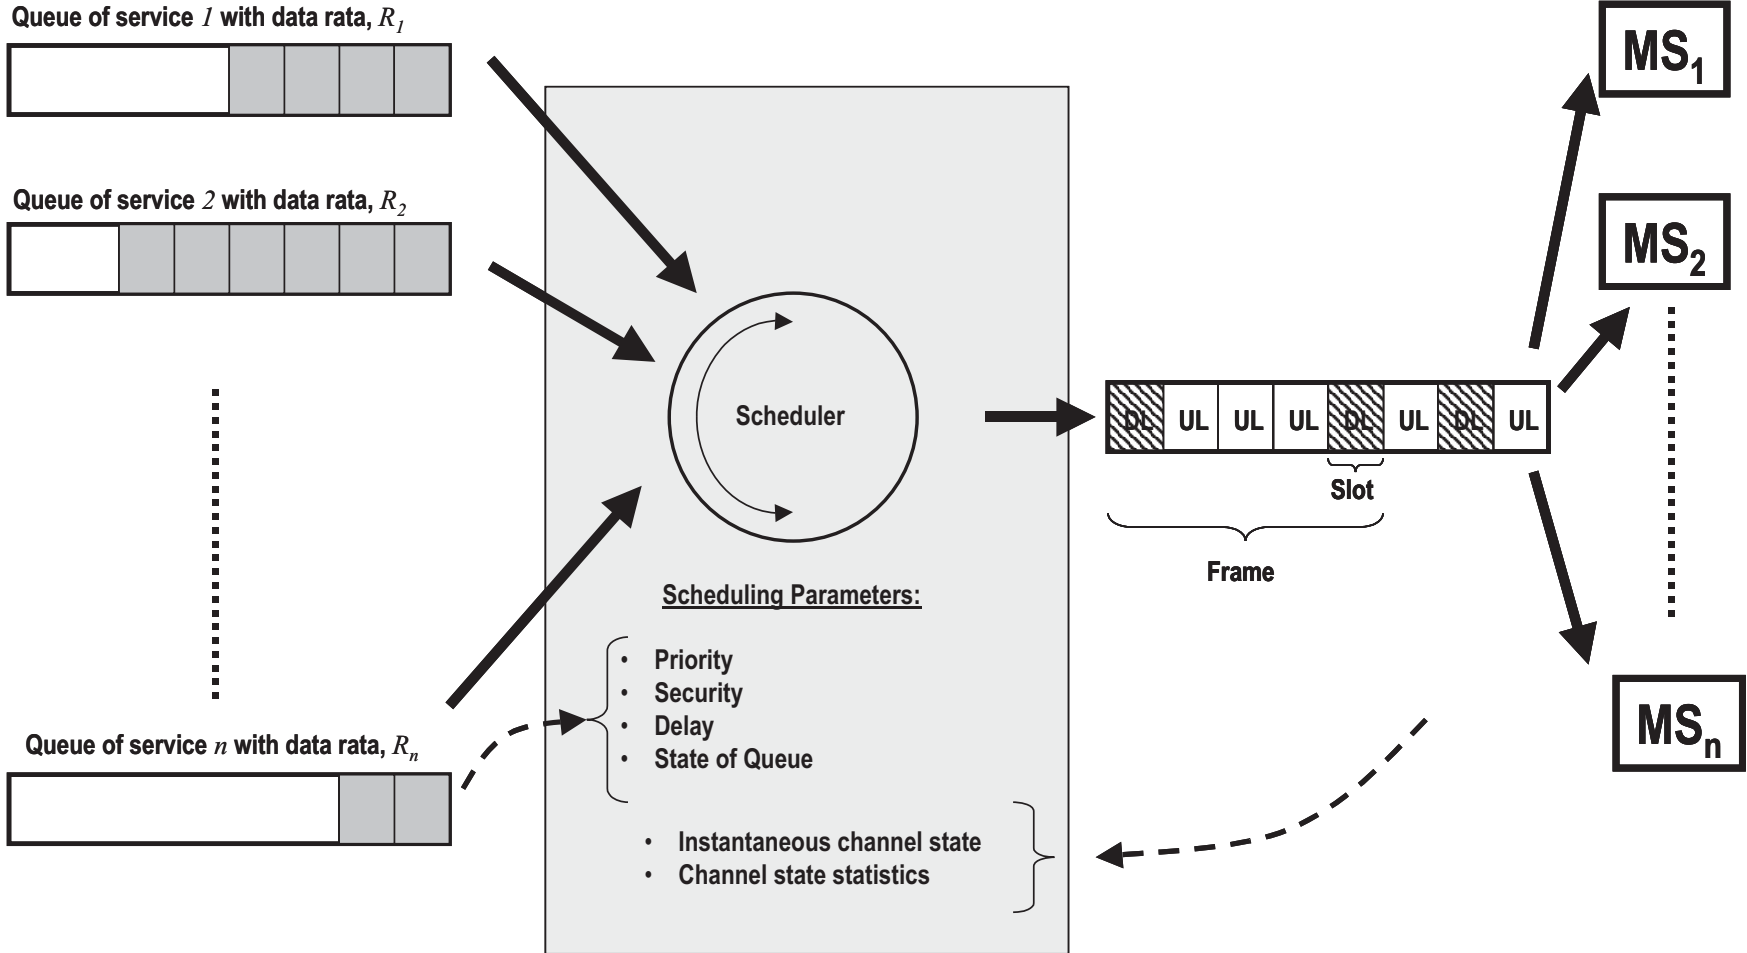 Queue of service 1 with data rata, R1
Queue of service 2 with data rata, R2
Queue of service n with data rata, Rn
Scheduler
Scheduling Parameters:
• Priority
• Security
• Delay
• State of Queue
• Instantaneous channel state
• Channel state statistics
DL UL UL UL DL UL DL UL
Slot
Frame
MS1
MS2
MSn